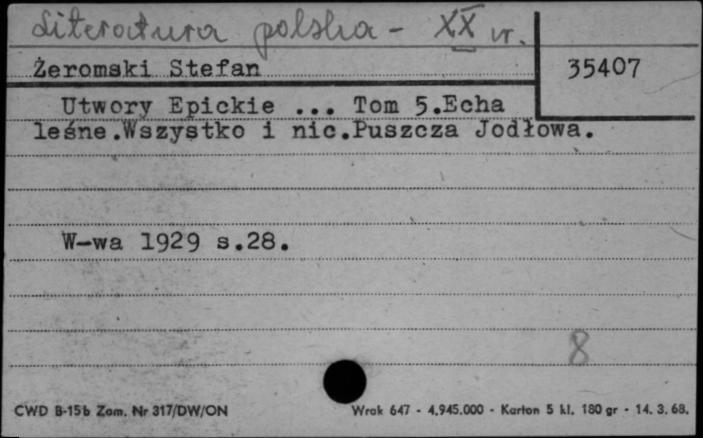 Literatura polska - XX w.
Żeromski Stefan
35407
Utwory Epickie ... Tom 5.Echa
leśne.Wszystko i nic.Puszcza Jodłowa.
W-wa 1929 s.28.
8
CWD B-15b Zam. Nr 317/DW/ON
Wrak 647 - 4.945.000 - Karton 5 kl. 180 gr - 14. 3. 68.